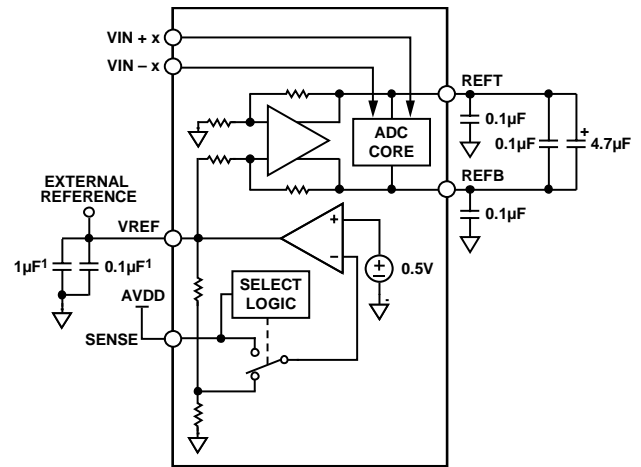 VIN + x
VIN – x
REFT
0.1µF
ADC
CORE
0.1µF
+
4.7µF
REFB
EXTERNAL
REFERENCE
0.1µF
VREF
+
–
0.5V
1µF1
0.1µF1
SELECT
LOGIC
AVDD
SENSE